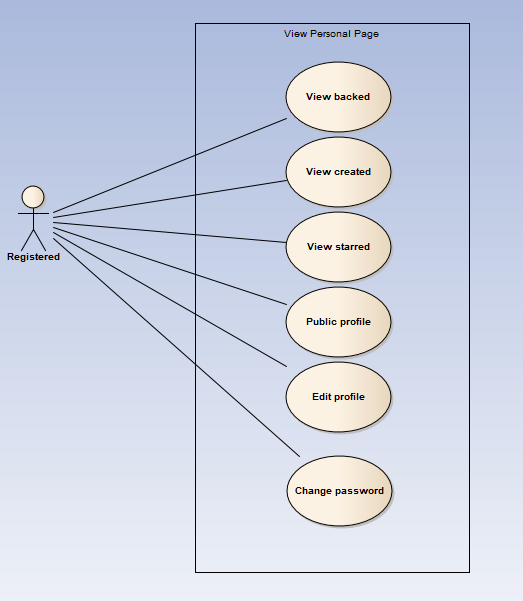 View Personal Page
View backed
View created
View starred
Registered
Public profile
Edit profile
Change password